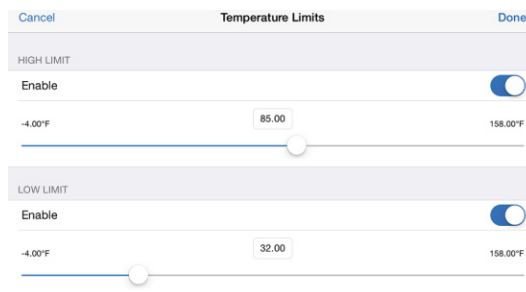 Cancel Temperature Limits Done
HIGH LIMIT
Enable
-4.00°F 85.00 158.00°F
LOW LIMIT
Enable
-4.00°F 32.00 158.00°F